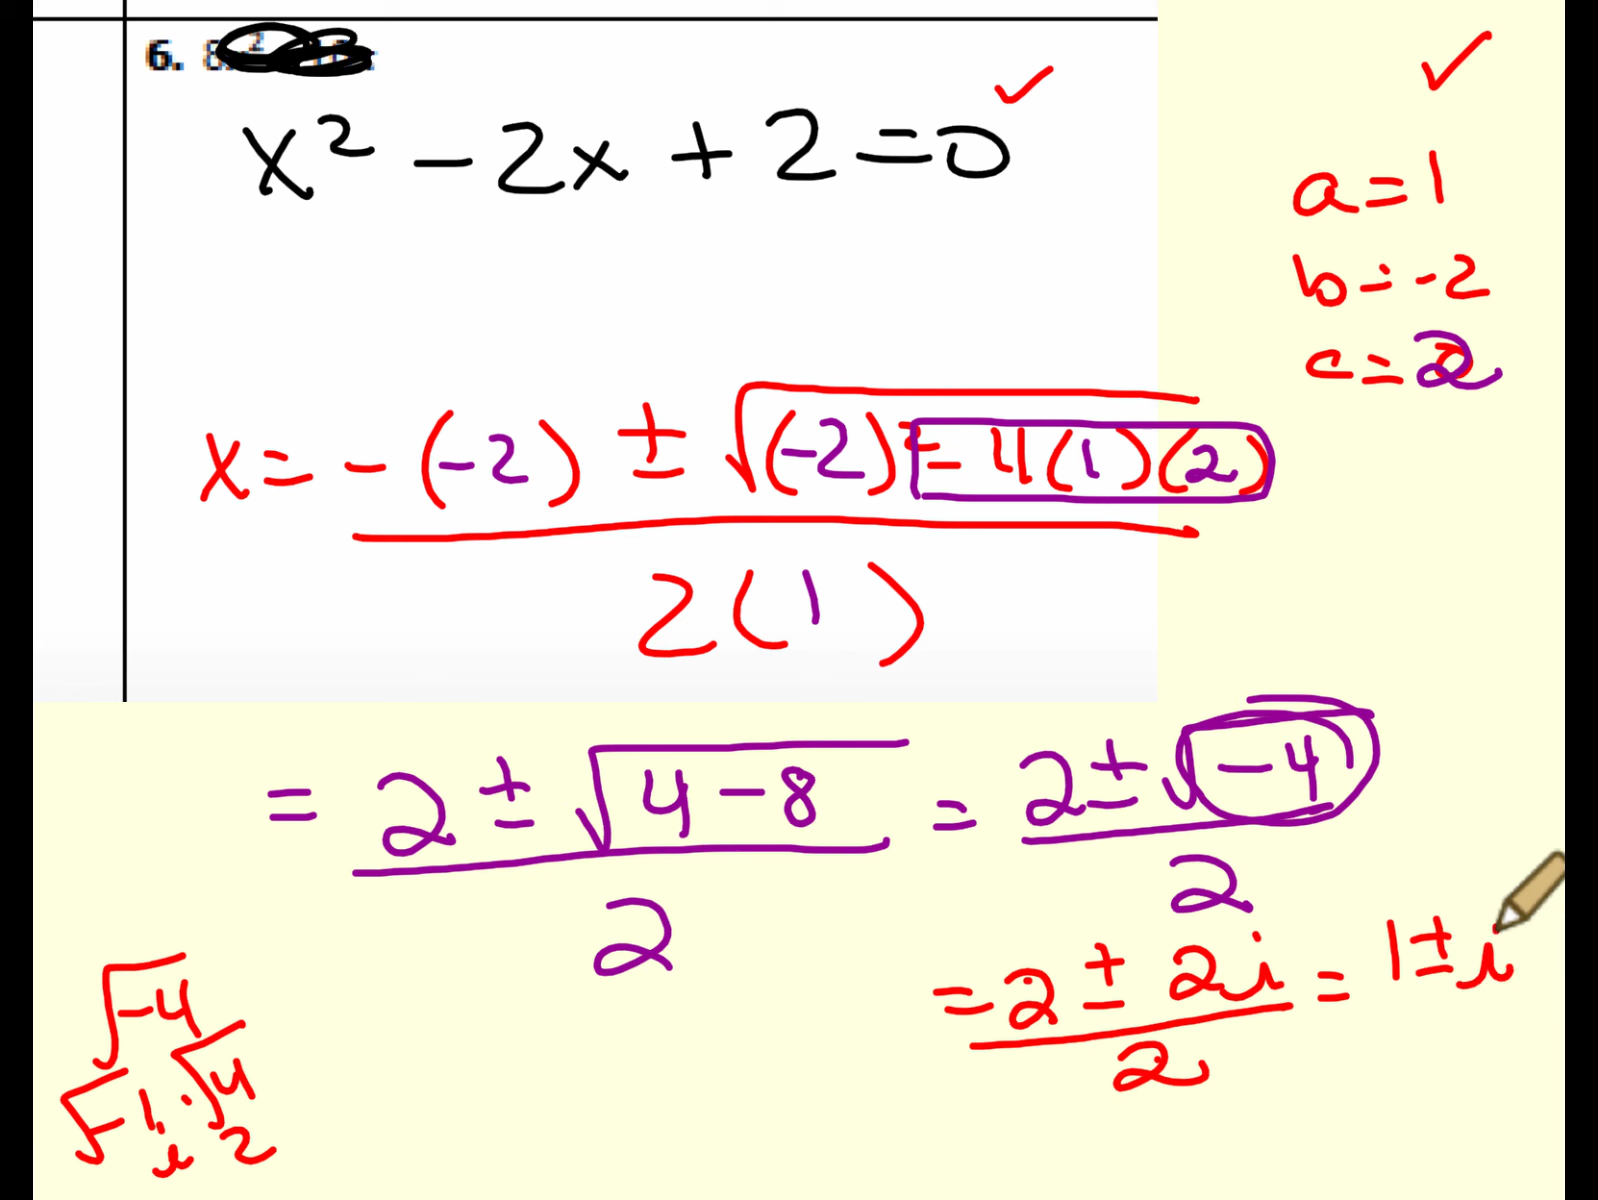 6. 8
x² - 2x + 2 = 0
a = 1
b = -2
c = 2
x = -(-2) ± √((-2)² - 4(1)(2))
2(1)
= 2 ± √(4 - 8) = 2 ± √(-4)
2 2
= 2 ± 2i = 1 ± i
2
√-4
√-1 · √4
i 2